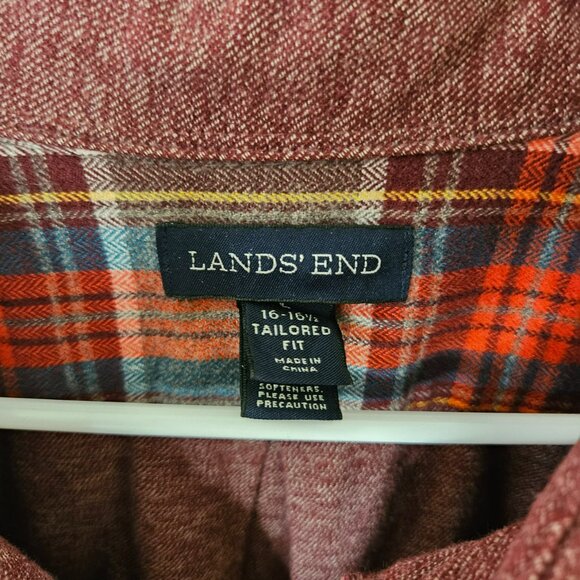 LANDS' END
16-16½
TAILORED
FIT
MADE IN
CHINA
SOFTENERS.
PLEASE USE
PRECAUTION